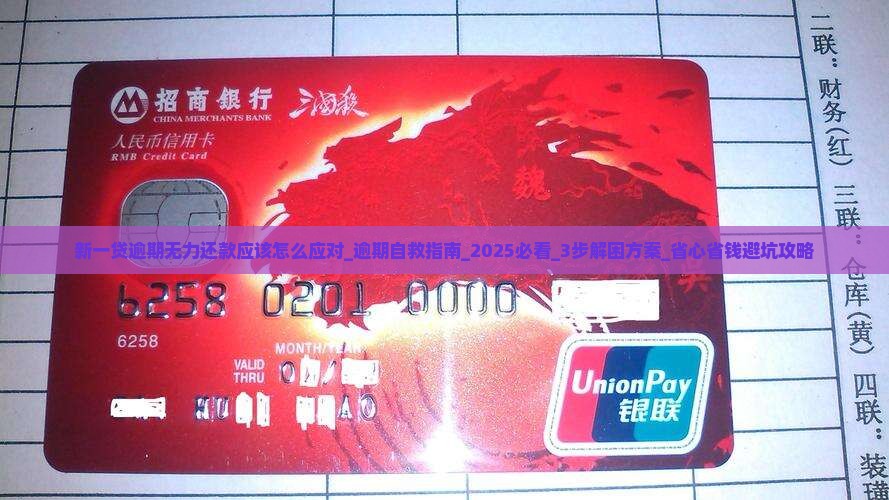 招商銀行
CHINA MERCHANTS BANK
三国殺
人民币信用卡
RMB Credit Card
魏
新一贷逾期无力还款应该怎么应对_逾期自救指南_2025必看_3步解困方案_省心省钱避坑攻略
6258 0201 0000
6258
MONTH/YEAR
VALID
THRU
UnionPay
银联
二联：财务(红) 三联：仓库(黄) 四联：装璜